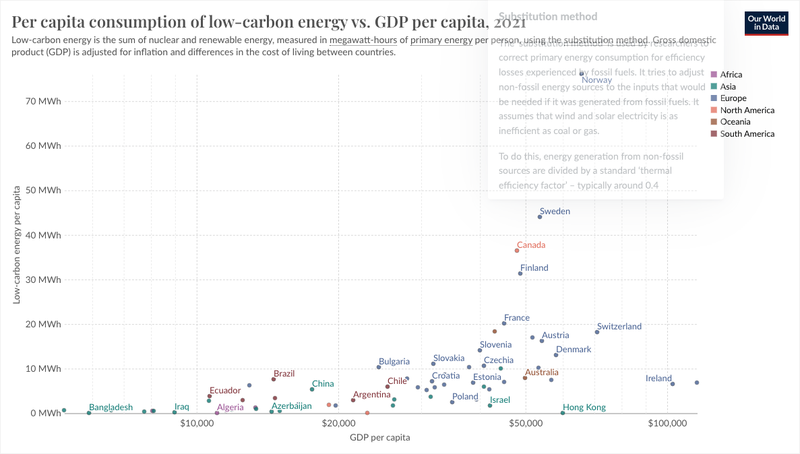 Per capita consumption of low-carbon energy vs. GDP per capita, 2021
Low-carbon energy is the sum of nuclear and renewable energy, measured in megawatt-hours of primary energy per person, using the substitution method. Gross domestic
product (GDP) is adjusted for inflation and differences in the cost of living between countries.
Our World
in Data
Substitution method
The 'substitution method' is used by researchers to
correct primary energy consumption for efficiency
losses experienced by fossil fuels. It tries to adjust
non-fossil energy sources to the inputs that would
be needed if it was generated from fossil fuels. It
assumes that wind and solar electricity is as
inefficient as coal or gas.
To do this, energy generation from non-fossil
sources are divided by a standard 'thermal
efficiency factor' – typically around 0.4
Africa
Asia
Europe
North America
Oceania
South America
Low-carbon energy per capita
70 MWh
60 MWh
50 MWh
40 MWh
30 MWh
20 MWh
10 MWh
0 MWh
Norway
Sweden
Canada
Finland
France
Switzerland
Austria
Slovenia
Denmark
Bulgaria
Slovakia
Czechia
Brazil
China
Chile
Croatia
Estonia
Australia
Ireland
Ecuador
Argentina
Poland
Israel
Bangladesh
Iraq
Algeria
Azerbaijan
Hong Kong
$10,000
$20,000
$50,000
$100,000
GDP per capita